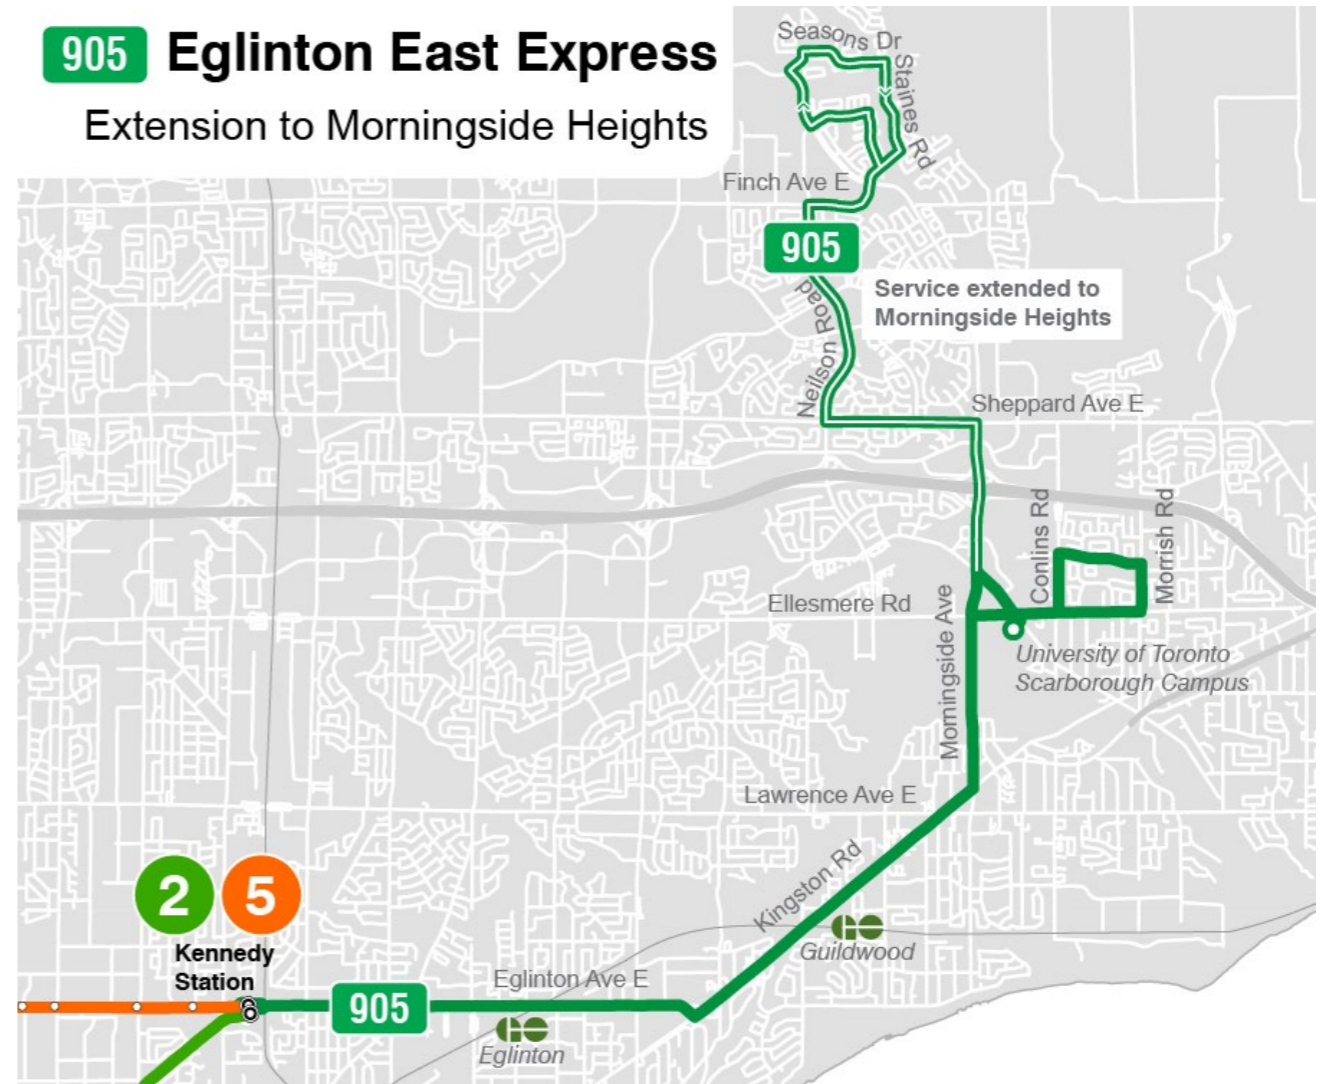 905 Eglinton East Express
Extension to Morningside Heights
Seasons Dr
Staines Rd
Finch Ave E
905
Service extended to
Morningside Heights
Neilson Road
Sheppard Ave E
Conlins Rd
Morrish Rd
Ellesmere Rd
Morningside Ave
University of Toronto
Scarborough Campus
Lawrence Ave E
Kingston Rd
2 5
Kennedy
Station
GO
Guildwood
Eglinton Ave E
905
GO
Eglinton